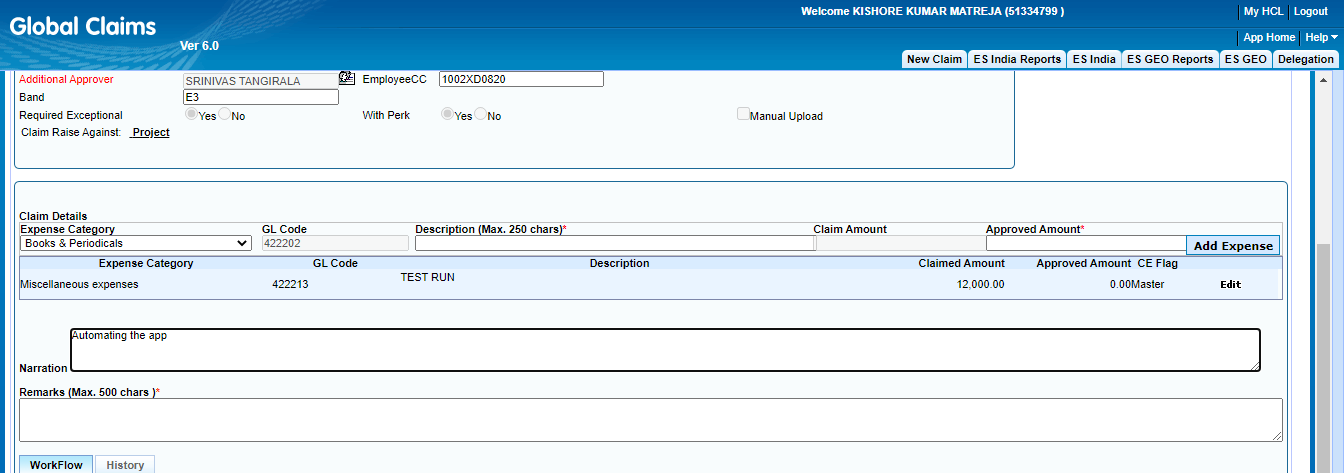 Welcome KISHORE KUMAR MATREJA (51334799 )
My HCL Logout
Global Claims
Ver 6.0
App Home Help
New Claim ES India Reports ES India ES GEO Reports ES GEO Delegation
Additional Approver SRINIVAS TANGIRALA EmployeeCC 1002XD0820
Band E3
Required Exceptional Yes No With Perk Yes No Manual Upload
Claim Raise Against: Project
Claim Details
Expense Category GL Code Description (Max. 250 chars)* Claim Amount Approved Amount*
Books & Periodicals 422202 Add Expense
Expense Category GL Code Description Claimed Amount Approved Amount CE Flag
Miscellaneous expenses 422213 TEST RUN 12,000.00 0.00Master Edit
Automating the app
Narration
Remarks (Max. 500 chars )*
WorkFlow History